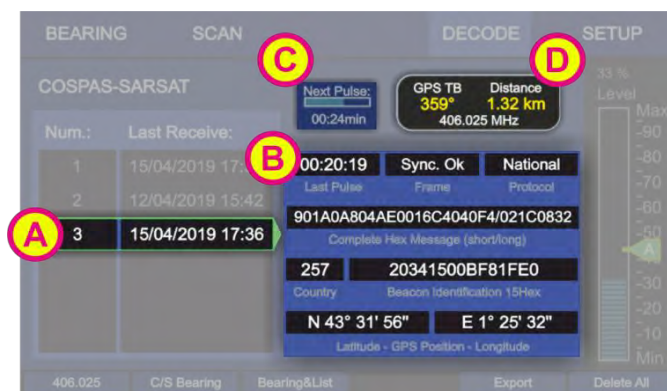 BEARING SCAN DECODE SETUP
C
D
COSPAS-SARSAT
Next Pulse:
00:24min
GPS TB Distance
359° 1.32 km
406.025 MHz
33 %
Level
Max
Num.: Last Receive:
1 15/04/2019 17:
2 12/04/2019 15:42
A
3 15/04/2019 17:36
B
00:20:19 Sync. Ok National
Last Pulse Frame Protocol
901A0A804AE0016C4040F4/021C0832
Complete Hex Message (short/long)
257 20341500BF81FE0
Country Beacon Identification 15Hex
N 43° 31' 56" E 1° 25' 32"
Latitude - GPS Position - Longitude
-90
-80
-70
-60
-50
A
-30
-20
-10
Min
406.025 C/S Bearing Bearing&List Export Delete All